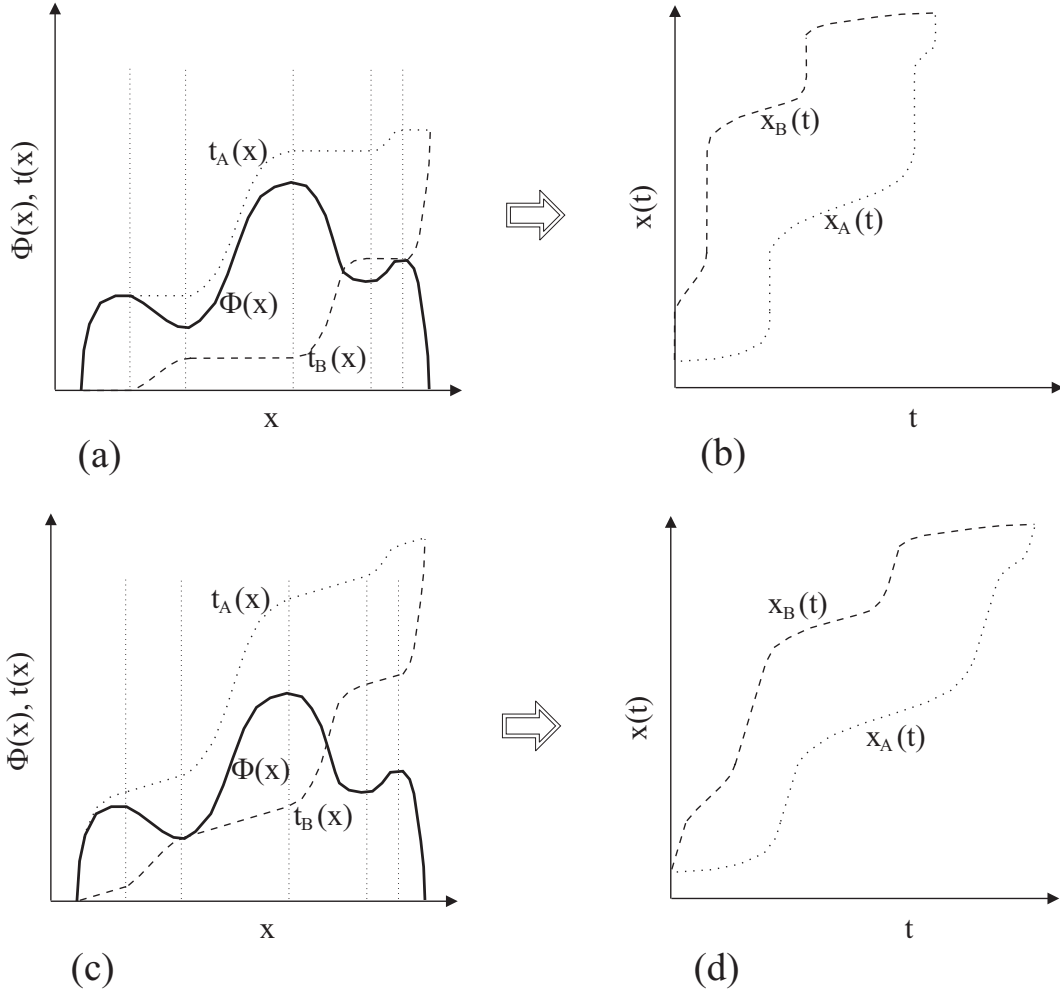 Φ(x), t(x)
t_A(x)
Φ(x)
t_B(x)
x
(a)
x(t)
x_B(t)
x_A(t)
t
(b)
Φ(x), t(x)
t_A(x)
Φ(x)
t_B(x)
x
(c)
x(t)
x_B(t)
x_A(t)
t
(d)